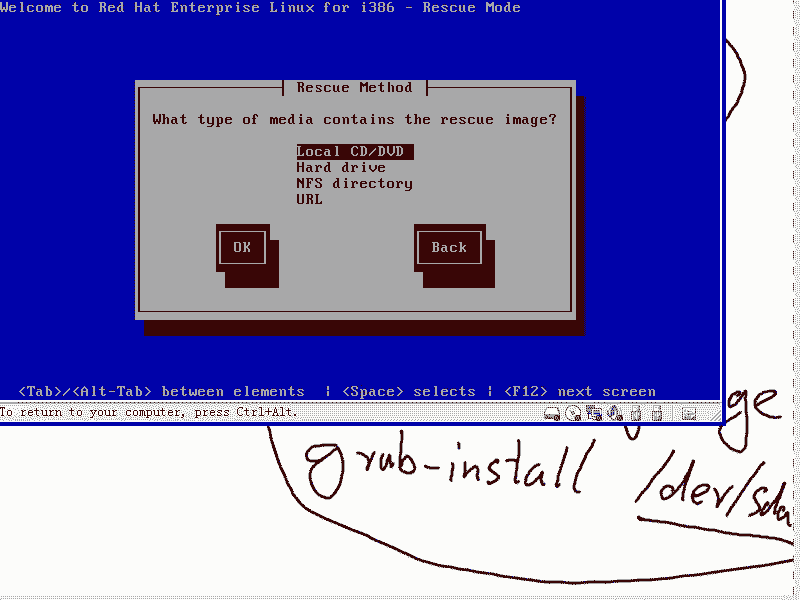 Welcome to Red Hat Enterprise Linux for i386 - Rescue Mode
Rescue Method
What type of media contains the rescue image?
Local CD/DVD
Hard drive
NFS directory
URL
OK Back
<Tab>/<Alt-Tab> between elements | <Space> selects | <F12> next screen
To return to your computer, press Ctrl+Alt.
grub-install /dev/sda